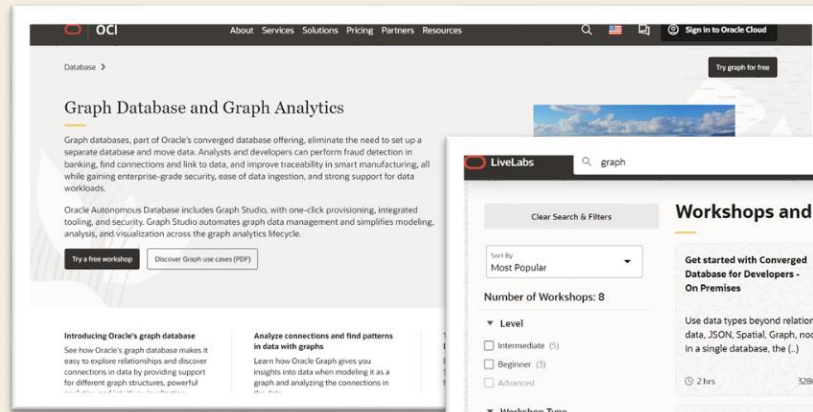 OCI
About Services Solutions Pricing Partners Resources
Sign in to Oracle Cloud
Database >
Try graph for free
Graph Database and Graph Analytics
Graph databases, part of Oracle's converged database offering, eliminate the need to set up a
separate database and move data. Analysts and developers can perform fraud detection in
banking, find connections and link to data, and improve traceability in smart manufacturing, all
while gaining enterprise-grade security, ease of data ingestion, and strong support for data
workloads.
Oracle Autonomous Database includes Graph Studio, with one-click provisioning, integrated
tooling, and security. Graph Studio automates graph data management and simplifies modeling,
analysis, and visualization across the graph analytics lifecycle.
Try a free workshop
Discover Graph use cases (PDF)
Introducing Oracle's graph database
See how Oracle's graph database makes it
easy to explore relationships and discover
connections in data by providing support
for different graph structures, powerful
Analyze connections and find patterns
in data with graphs
Learn how Oracle Graph gives you
insights into data when modeling it as a
graph and analyzing the connections in
LiveLabs
graph
Clear Search & Filters
Workshops and
Sort By
Most Popular
Number of Workshops: 8
Level
Intermediate (5)
Beginner (3)
Advanced
Workshop Type
Get started with Converged
Database for Developers -
On Premises
Use data types beyond relation
data, JSON, Spatial, Graph, nod
in a single database, the (..)
2 hrs
328